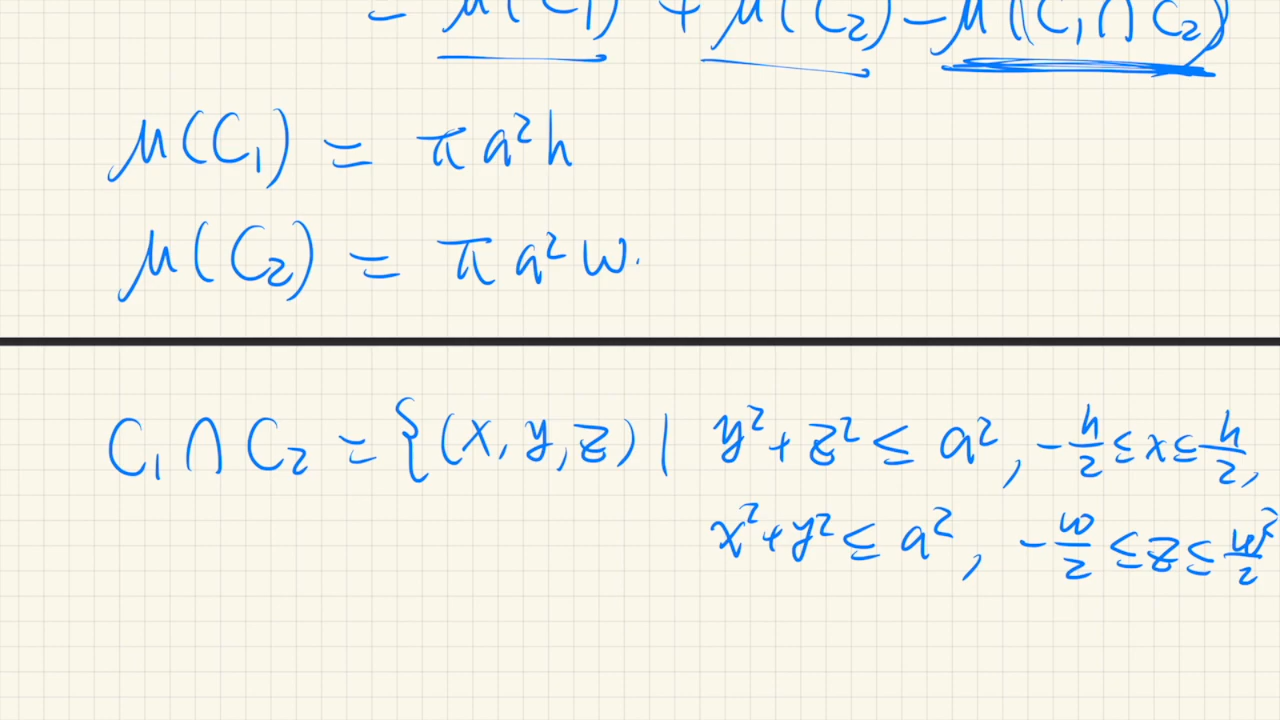 = μ(C₁) + μ(C₂) - μ(C₁ ∩ C₂)
μ(C₁) = πa²h
μ(C₂) = πa²w.
C₁ ∩ C₂ = {(x, y, z) | y² + z² ≤ a², -h/2 ≤ x ≤ h/2,
x² + y² ≤ a², -w/2 ≤ z ≤ w/2